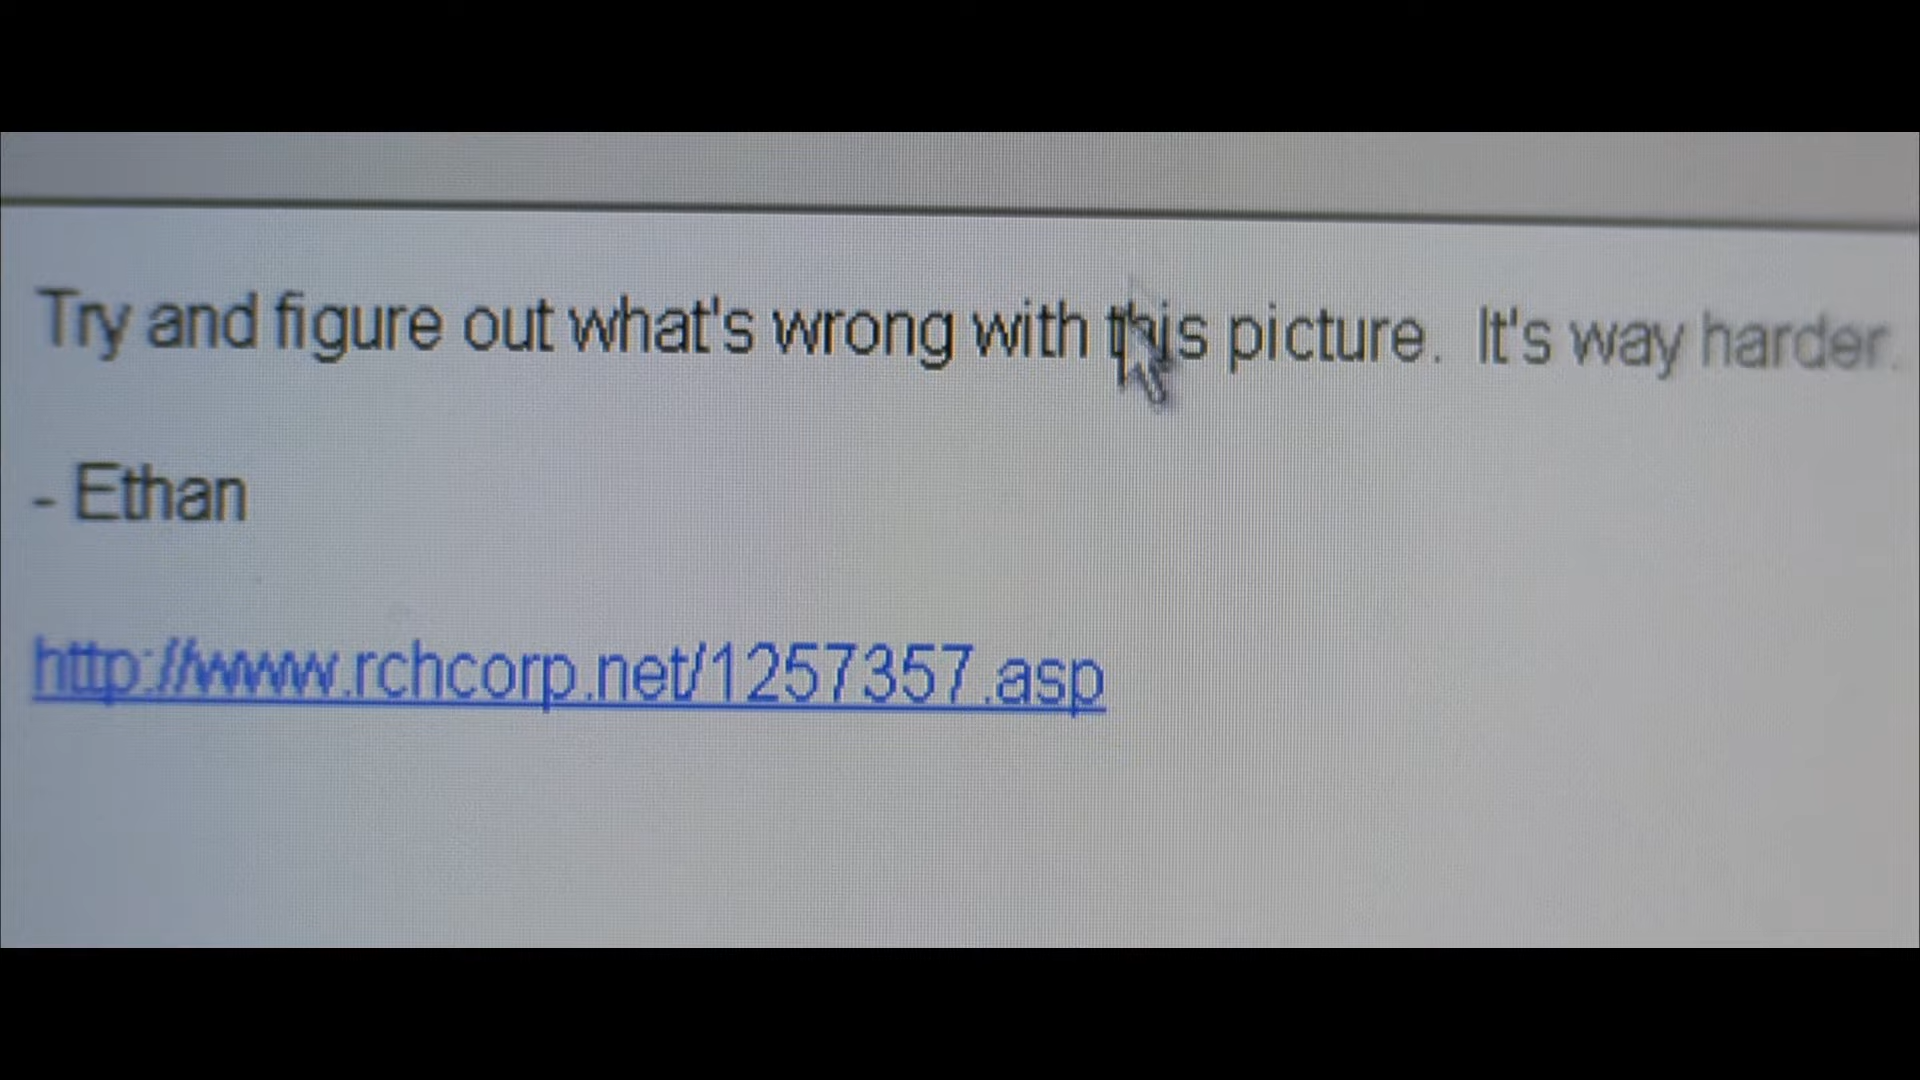 Try and figure out what's wrong with this picture. It's way harder.
- Ethan
http://www.rchcorp.net/1257357.asp